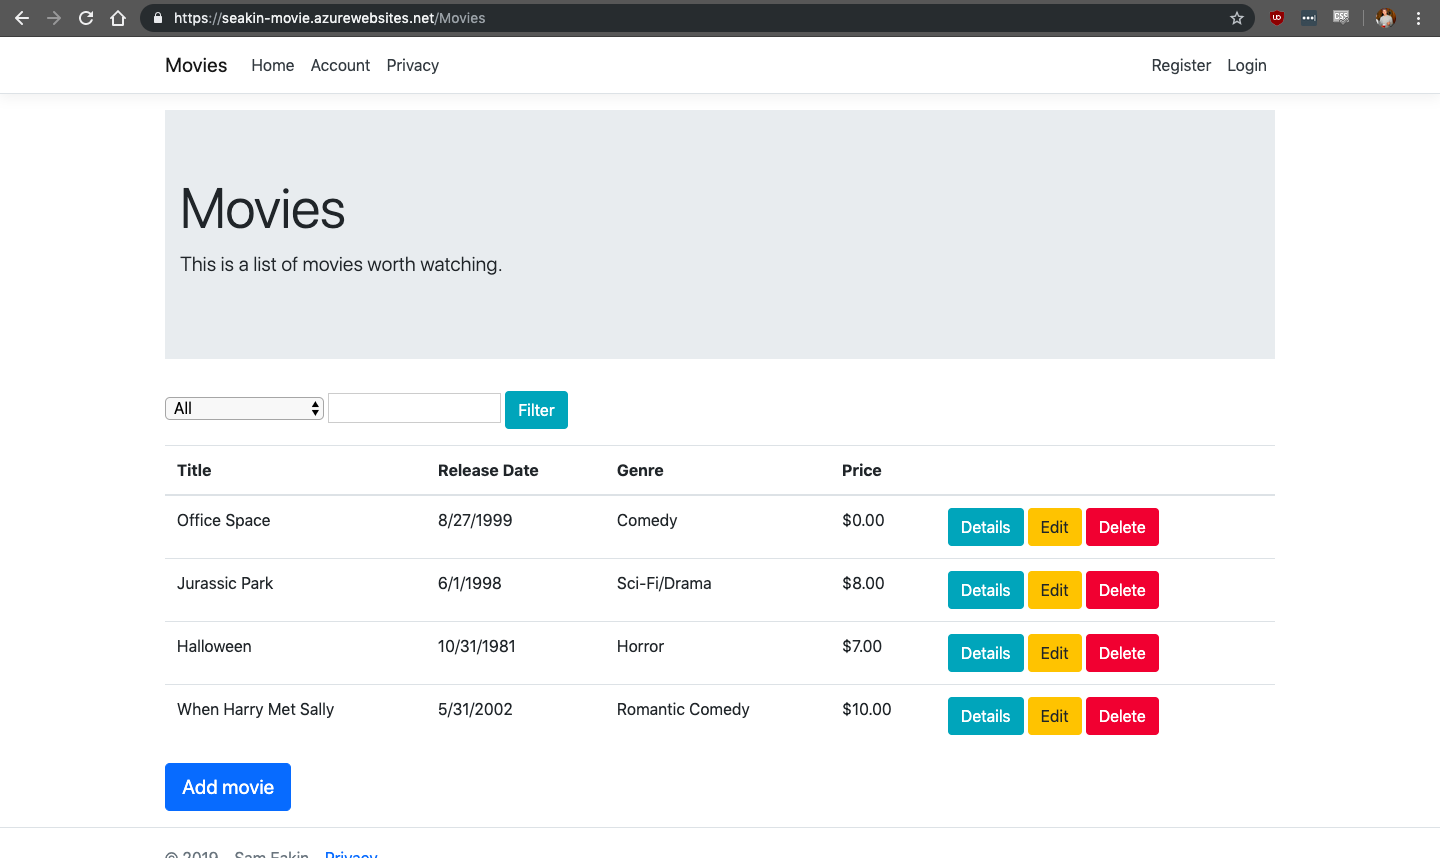 https://seakin-movie.azurewebsites.net/Movies
Movies Home Account Privacy Register Login
Movies
This is a list of movies worth watching.
All Filter
Title Release Date Genre Price
Office Space 8/27/1999 Comedy $0.00 Details Edit Delete
Jurassic Park 6/1/1998 Sci-Fi/Drama $8.00 Details Edit Delete
Halloween 10/31/1981 Horror $7.00 Details Edit Delete
When Harry Met Sally 5/31/2002 Romantic Comedy $10.00 Details Edit Delete
Add movie
© 2019 - Sam Eakin - Privacy